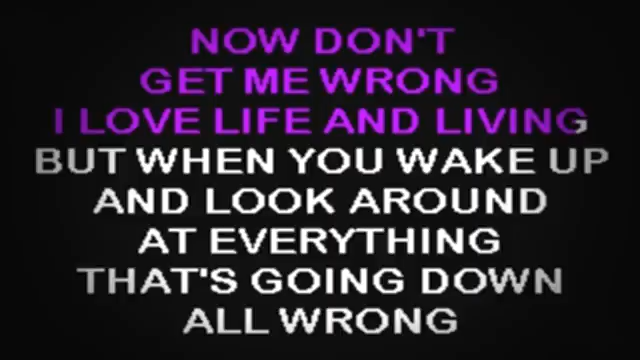 NOW DON'T
GET ME WRONG
I LOVE LIFE AND LIVING
BUT WHEN YOU WAKE UP
AND LOOK AROUND
AT EVERYTHING
THAT'S GOING DOWN
ALL WRONG